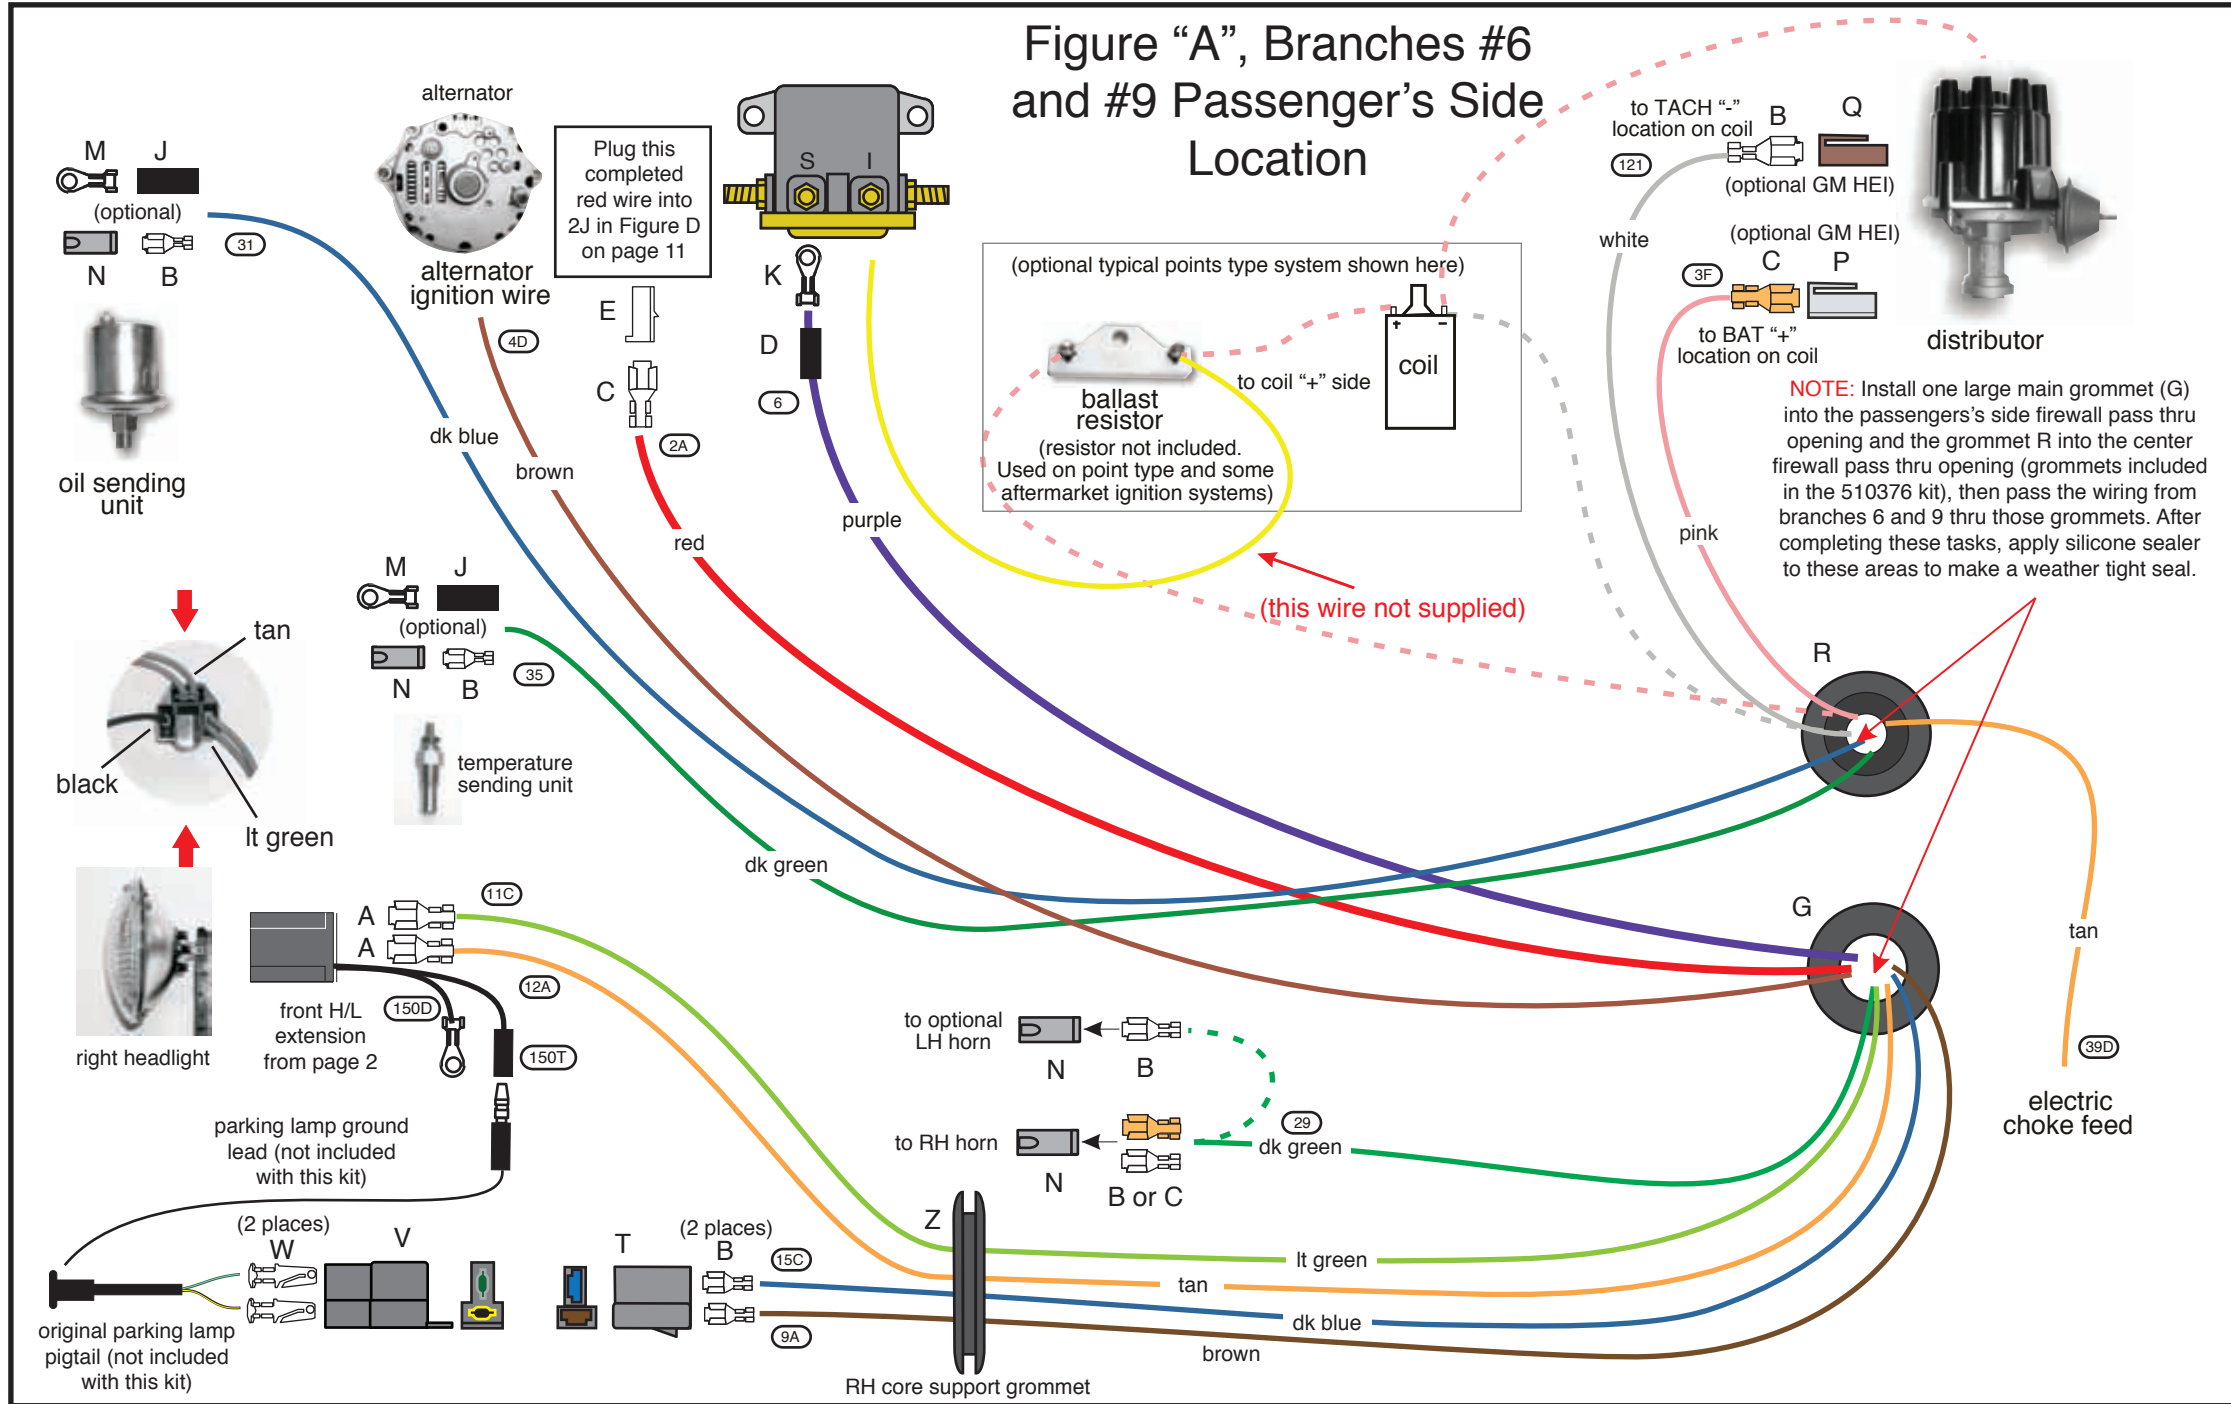 Figure “A”, Branches #6
and #9 Passenger’s Side
Location
alternator
M
J
(optional)
N
B
31
oil sending
unit
alternator
ignition wire
4D
Plug this
completed
red wire into
2J in Figure D
on page 11
E
C
2A
S
I
K
D
6
(optional typical points type system shown here)
+
-
coil
to coil “+” side
ballast
resistor
(resistor not included.
Used on point type and some
aftermarket ignition systems)
(this wire not supplied)
to TACH “-”
location on coil
B
Q
121
(optional GM HEI)
white
(optional GM HEI)
3F
C
P
to BAT “+”
location on coil
pink
distributor
NOTE: Install one large main grommet (G)
into the passengers’s side firewall pass thru
opening and the grommet R into the center
firewall pass thru opening (grommets included
in the 510376 kit), then pass the wiring from
branches 6 and 9 thru those grommets. After
completing these tasks, apply silicone sealer
to these areas to make a weather tight seal.
dk blue
brown
red
purple
M
J
(optional)
N
B
35
temperature
sending unit
dk green
tan
black
lt green
right headlight
R
G
tan
39D
electric
choke feed
A
11C
A
12A
150D
150T
front H/L
extension
from page 2
parking lamp ground
lead (not included
with this kit)
to optional
LH horn
N
B
to RH horn
N
B or C
29
dk green
(2 places)
W
V
T
(2 places)
B
15C
9A
Z
lt green
tan
dk blue
brown
original parking lamp
pigtail (not included
with this kit)
RH core support grommet